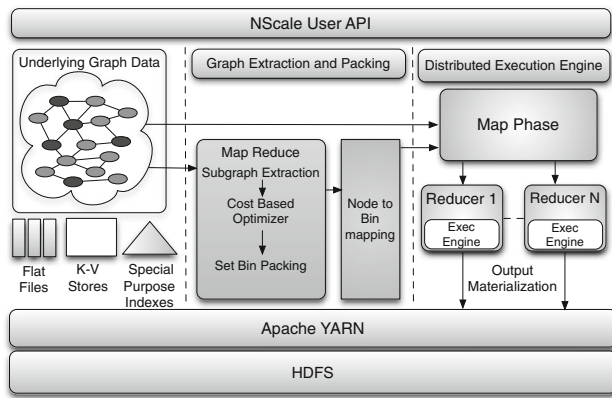 NScale User API
Underlying Graph Data
Graph Extraction and Packing
Distributed Execution Engine
Map Phase
Map Reduce
Subgraph Extraction
Cost Based
Optimizer
Set Bin Packing
Node to
Bin
mapping
Reducer 1
Exec
Engine
Reducer N
Exec
Engine
Flat
Files
K-V
Stores
Special
Purpose
Indexes
Output
Materialization
Apache YARN
HDFS